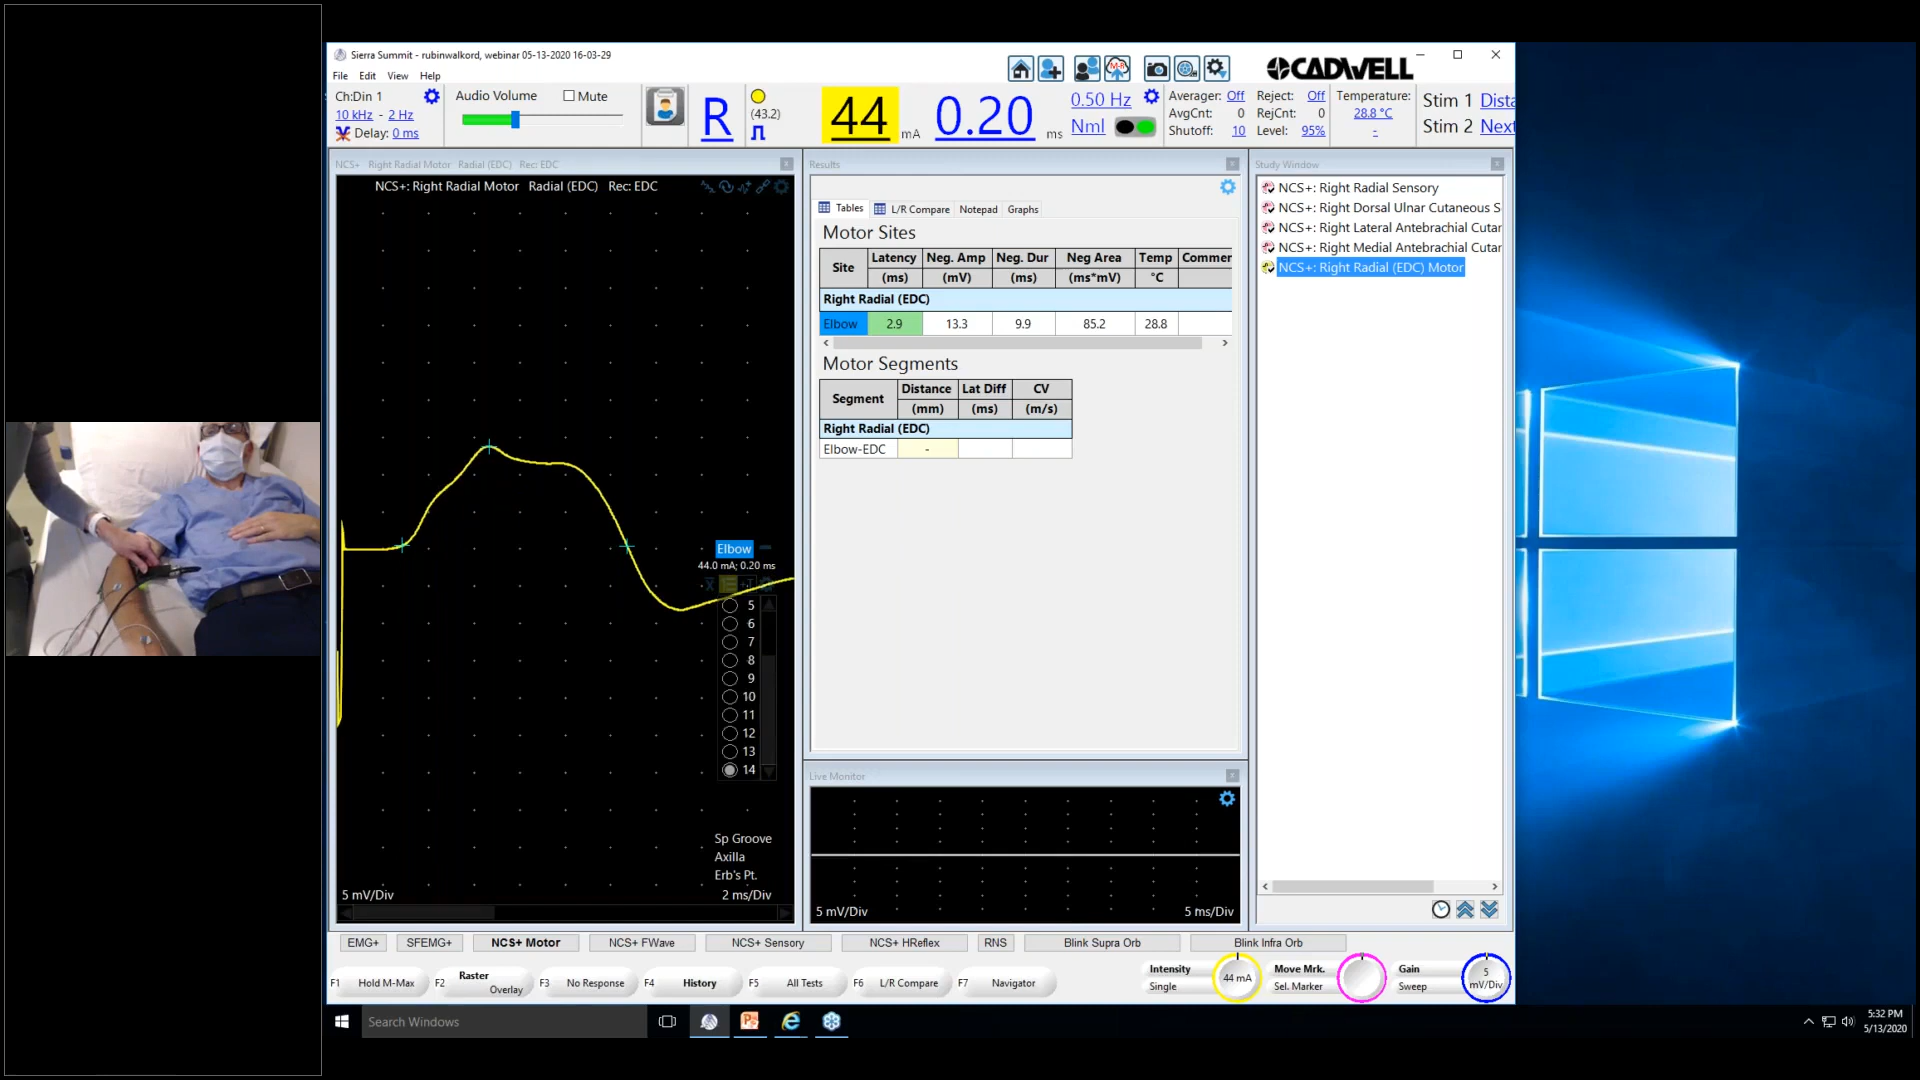 Sierra Summit - rubinwalkord, webinar 05-13-2020 16-03-29
File Edit View Help
CADWELL
Ch:Din 1
10 kHz - 2 Hz
Delay: 0 ms
Audio Volume
Mute
R
(43.2)
44 mA
0.20 ms
0.50 Hz
Nml
Averager: Off
AvgCnt: 0
Shutoff: 10
Reject: Off
RejCnt: 0
Level: 95%
Temperature:
28.8 °C
-
Stim 1 Dista
Stim 2 Next
NCS+ Right Radial Motor Radial (EDC) Rec: EDC
NCS+: Right Radial Motor Radial (EDC) Rec: EDC
Elbow
44.0 mA; 0.20 ms
5
6
7
8
9
10
11
12
13
14
Sp Groove
Axilla
Erb's Pt.
5 mV/Div
2 ms/Div
Results
Tables L/R Compare Notepad Graphs
Motor Sites
Site Latency Neg. Amp Neg. Dur Neg Area Temp Commer
(ms) (mV) (ms) (ms*mV) °C
Right Radial (EDC)
Elbow 2.9 13.3 9.9 85.2 28.8
Motor Segments
Segment Distance Lat Diff CV
(mm) (ms) (m/s)
Right Radial (EDC)
Elbow-EDC -
Live Monitor
5 mV/Div
5 ms/Div
Study Window
NCS+: Right Radial Sensory
NCS+: Right Dorsal Ulnar Cutaneous S
NCS+: Right Lateral Antebrachial Cutar
NCS+: Right Medial Antebrachial Cutar
NCS+: Right Radial (EDC) Motor
EMG+ SFEMG+ NCS+ Motor NCS+ FWave NCS+ Sensory NCS+ HReflex RNS Blink Supra Orb Blink Infra Orb
F1 Hold M-Max
F2 Raster Overlay
F3 No Response
F4 History
F5 All Tests
F6 L/R Compare
F7 Navigator
Intensity
Single
44 mA
Move Mrk.
Sel. Marker
Gain
Sweep
5
mV/Div
Search Windows
5:32 PM
5/13/2020